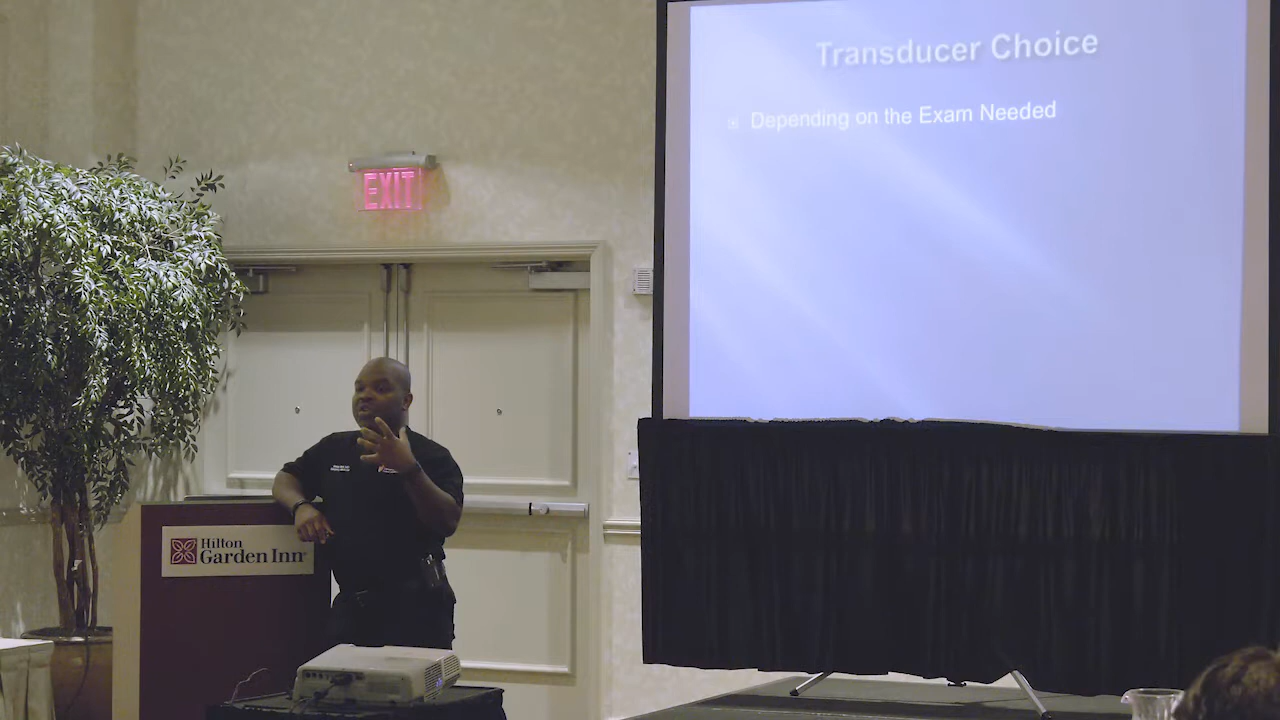 Transducer Choice
Depending on the Exam Needed
EXIT
Hilton
Garden Inn